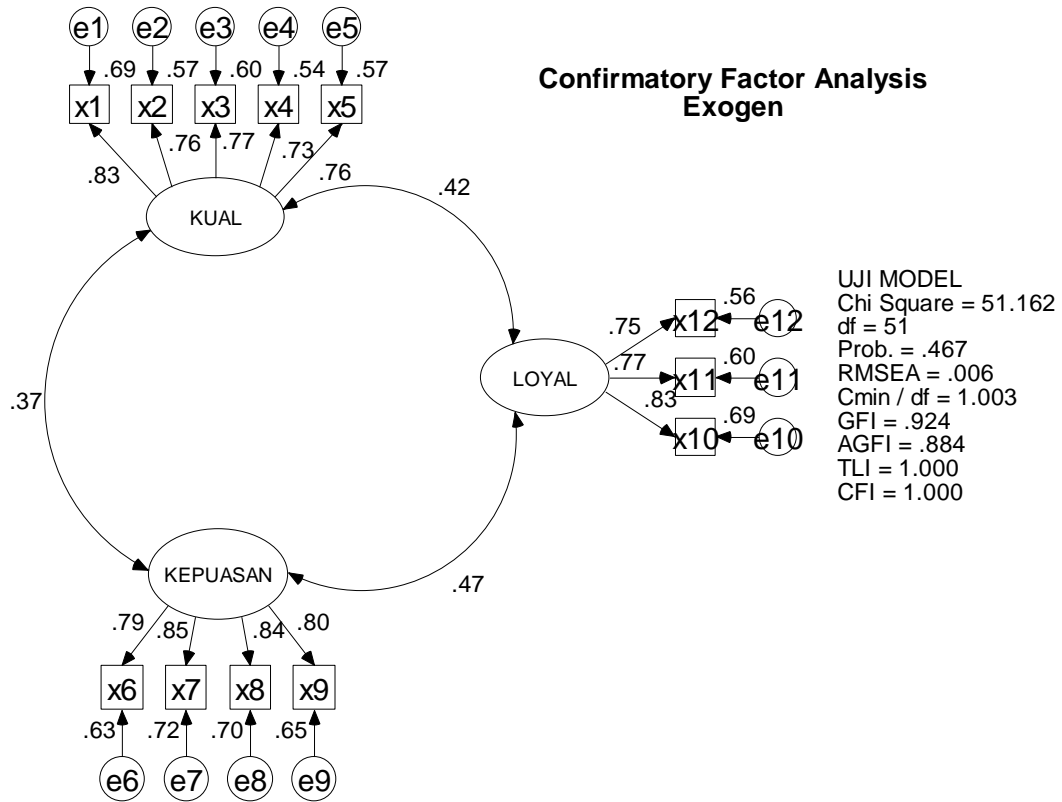 e1 e2 e3 e4 e5
.69 .57 .60 .54 .57
x1 x2 x3 x4 x5
.83 .76 .77 .73 .76
KUAL
Confirmatory Factor Analysis
Exogen
.42
.37
.47
LOYAL
.75 .77 .83
x12 .56 e12
x11 .60 e11
x10 .69 e10
UJI MODEL
Chi Square = 51.162
df = 51
Prob. = .467
RMSEA = .006
Cmin / df = 1.003
GFI = .924
AGFI = .884
TLI = 1.000
CFI = 1.000
KEPUASAN
.79 .85 .84 .80
x6 x7 x8 x9
.63 .72 .70 .65
e6 e7 e8 e9